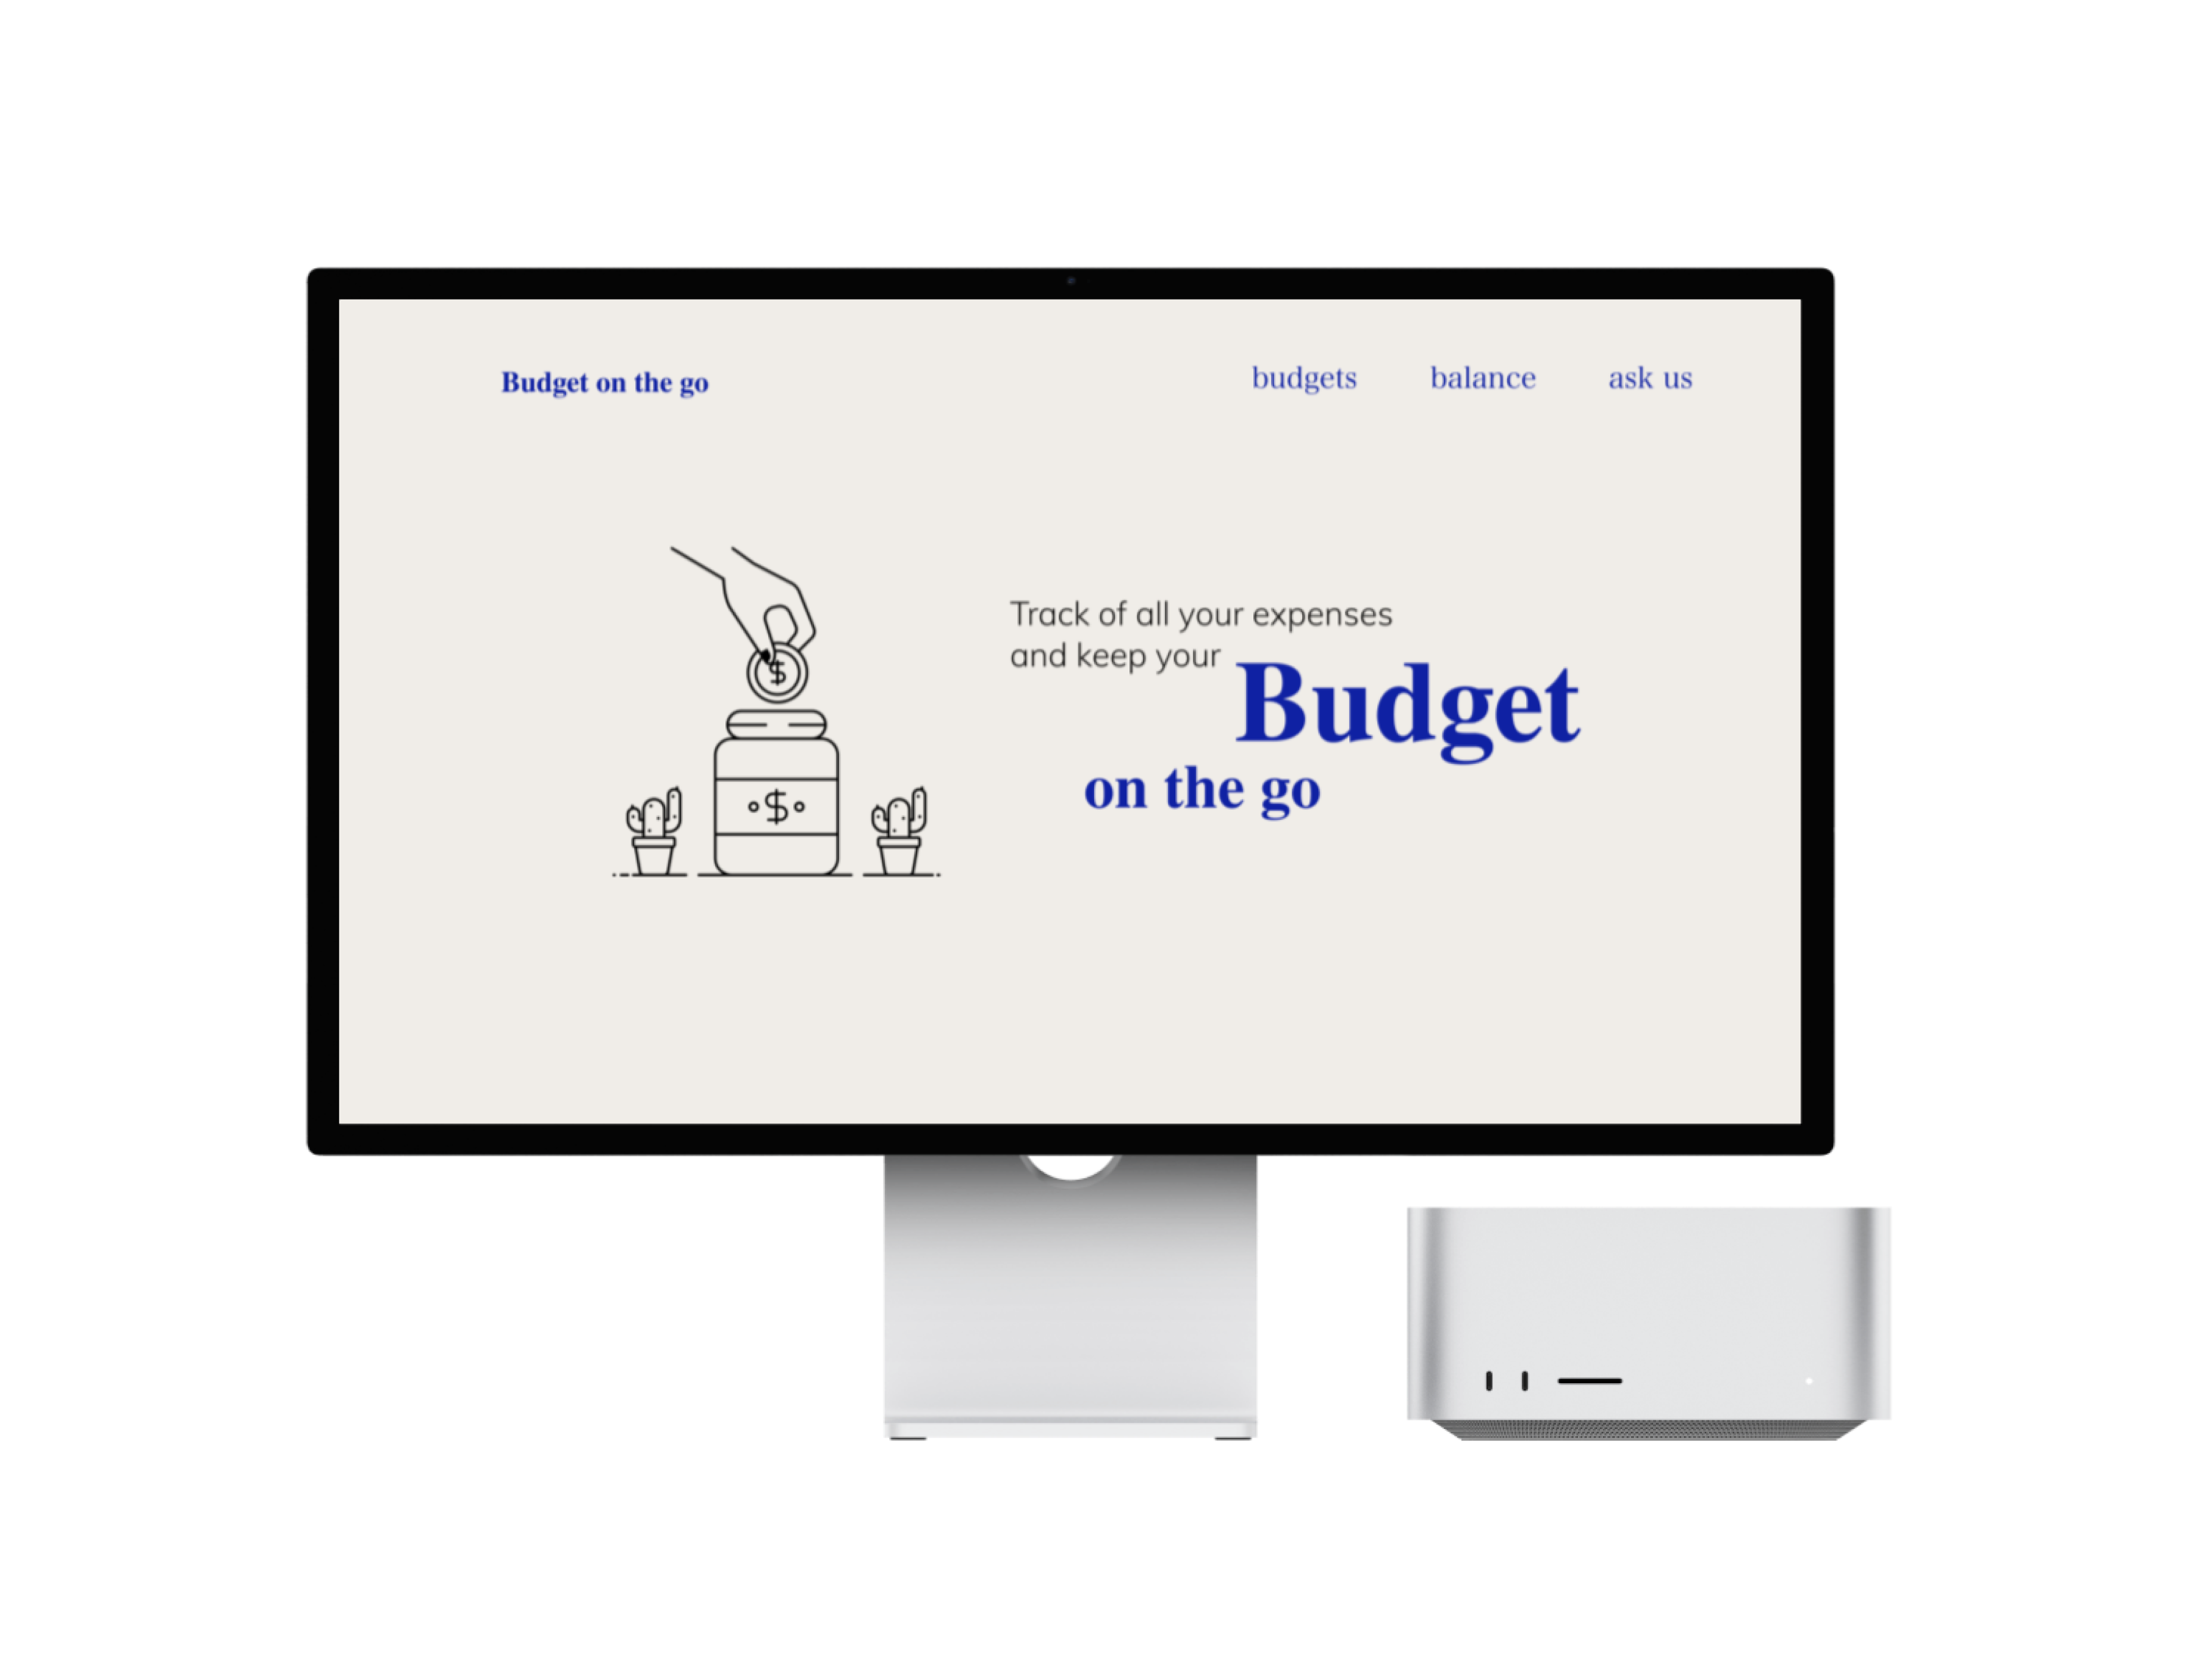 Budget on the go
budgets balance ask us
Track of all your expenses
and keep your
Budget
on the go
$
$